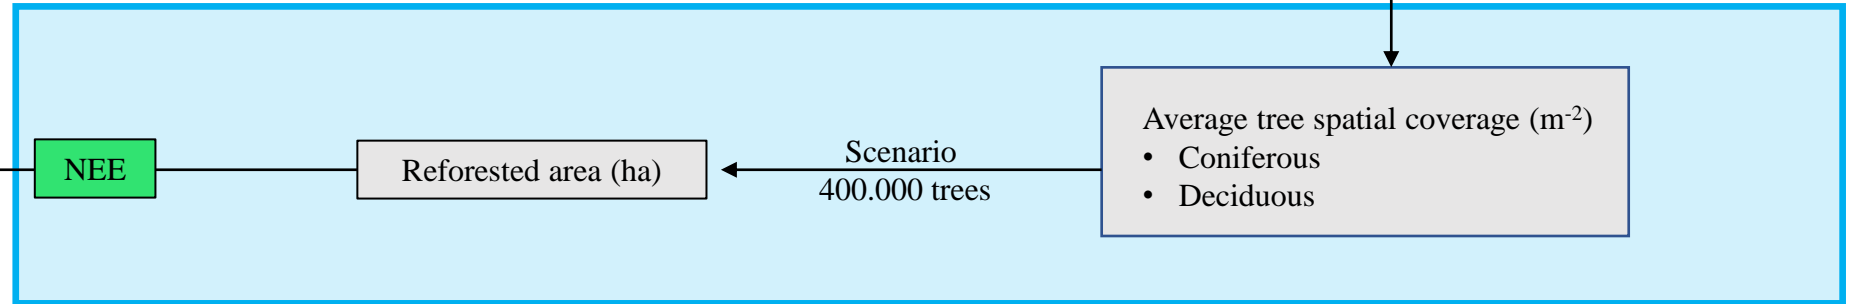 NEE
Reforested area (ha)
Scenario
400.000 trees
Average tree spatial coverage (m⁻²)
• Coniferous
• Deciduous